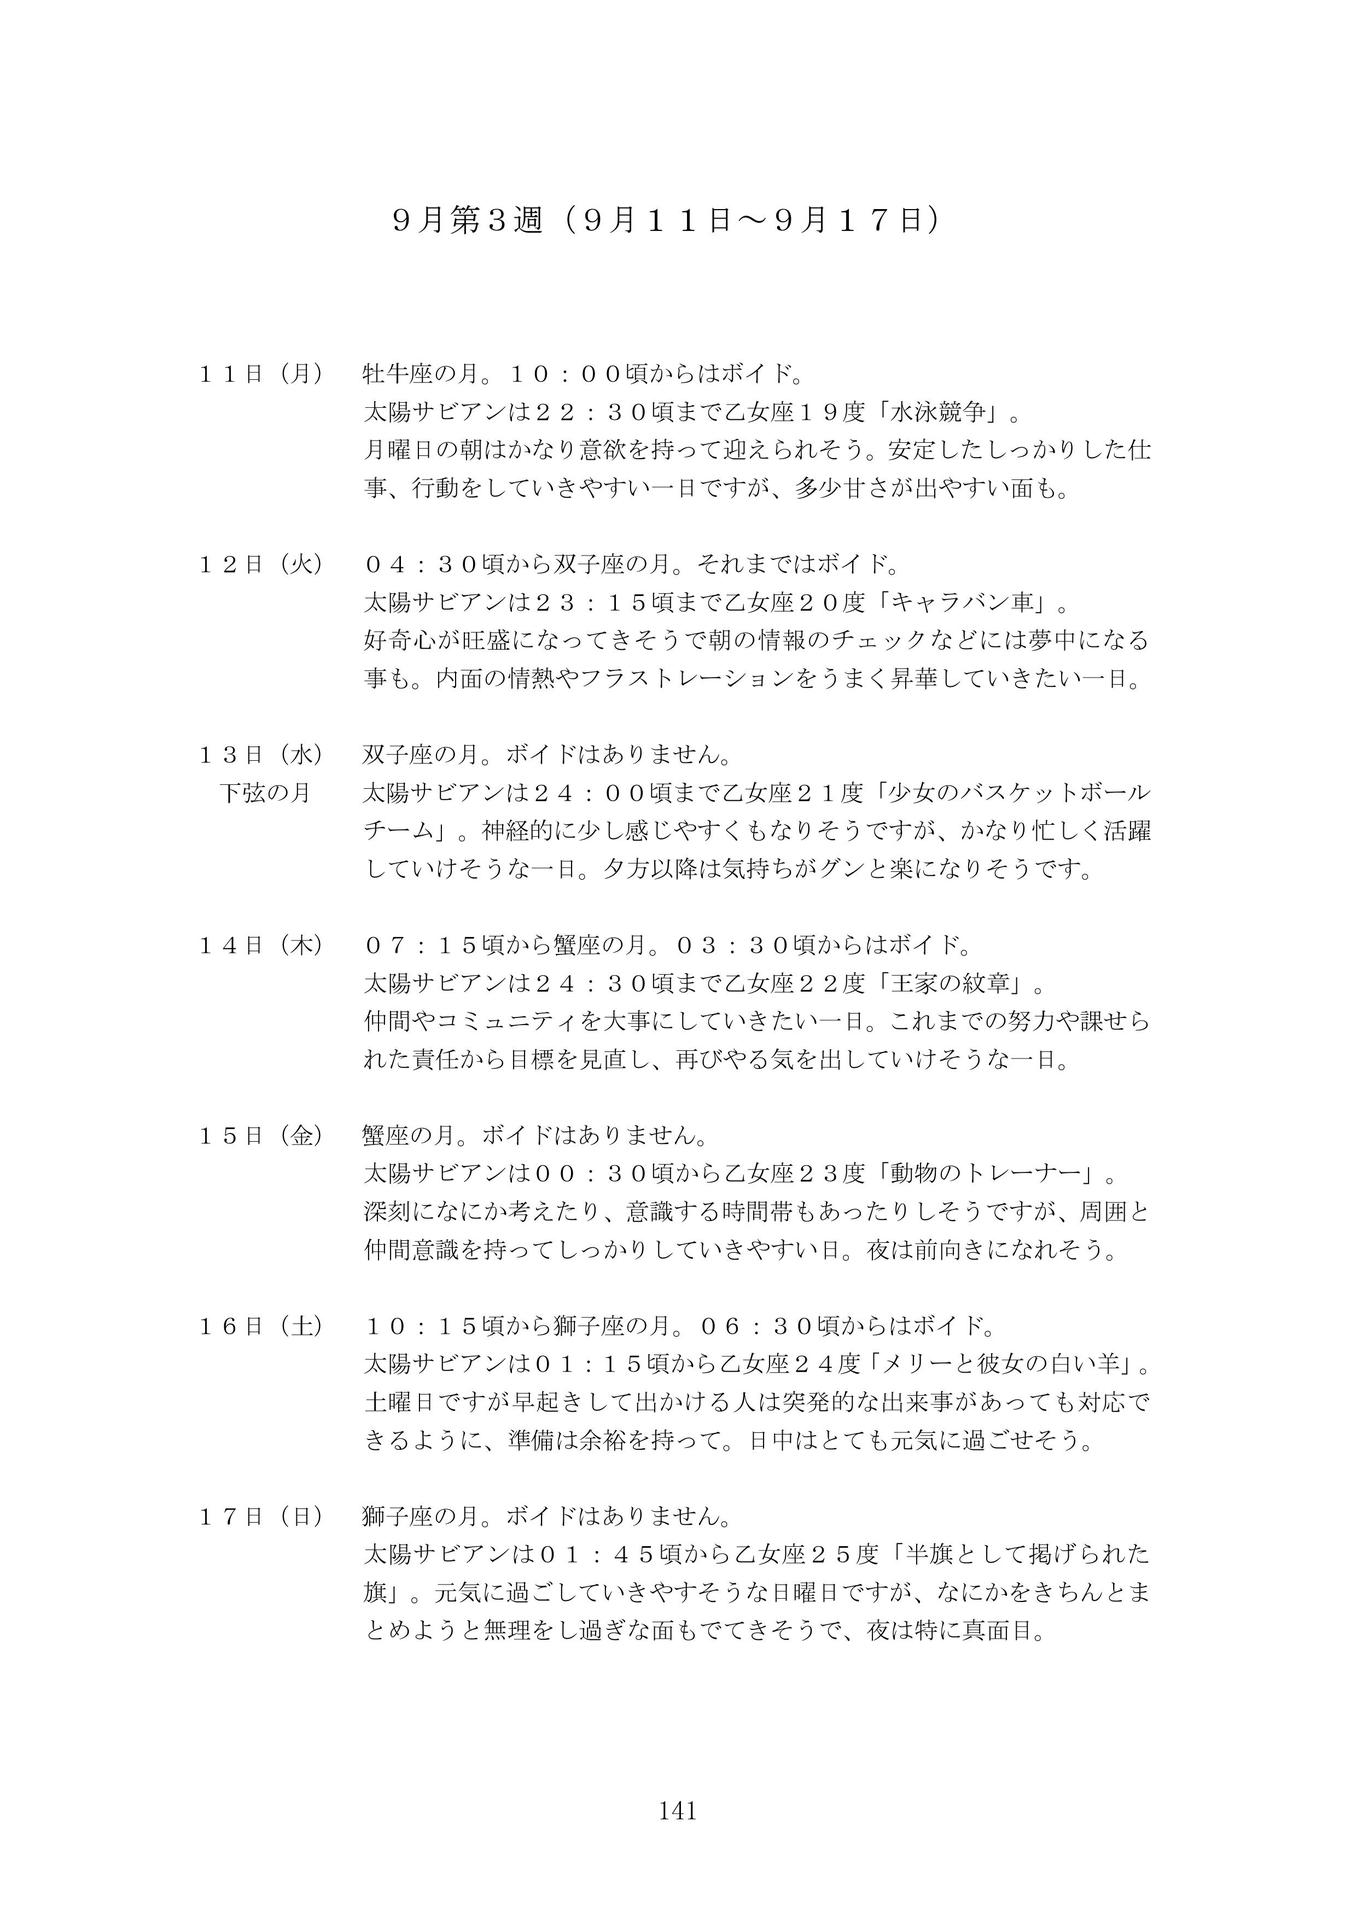 ９月第３週（９月１１日～９月１７日）
１１日（月）　牡牛座の月。１０：００頃からはボイド。
太陽サビアンは２２：３０頃まで乙女座１９度「水泳競争」。
月曜日の朝はかなり意欲を持って迎えられそう。安定したしっかりした仕
事、行動をしていきやすい一日ですが、多少甘さが出やすい面も。
１２日（火）　０４：３０頃から双子座の月。それまではボイド。
太陽サビアンは２３：１５頃まで乙女座２０度「キャラバン車」。
好奇心が旺盛になってきそうで朝の情報のチェックなどには夢中になる
事も。内面の情熱やフラストレーションをうまく昇華していきたい一日。
１３日（水）　双子座の月。ボイドはありません。
下弦の月　太陽サビアンは２４：００頃まで乙女座２１度「少女のバスケットボール
チーム」。神経的に少し感じやすくもなりそうですが、かなり忙しく活躍
していけそうな一日。夕方以降は気持ちがグンと楽になりそうです。
１４日（木）　０７：１５頃から蟹座の月。０３：３０頃からはボイド。
太陽サビアンは２４：３０頃まで乙女座２２度「王家の紋章」。
仲間やコミュニティを大事にしていきたい一日。これまでの努力や課せら
れた責任から目標を見直し、再びやる気を出していけそうな一日。
１５日（金）　蟹座の月。ボイドはありません。
太陽サビアンは００：３０頃から乙女座２３度「動物のトレーナー」。
深刻になにか考えたり、意識する時間帯もあったりしそうですが、周囲と
仲間意識を持ってしっかりしていきやすい日。夜は前向きになれそう。
１６日（土）　１０：１５頃から獅子座の月。０６：３０頃からはボイド。
太陽サビアンは０１：１５頃から乙女座２４度「メリーと彼女の白い羊」。
土曜日ですが早起きして出かける人は突発的な出来事があっても対応で
きるように、準備は余裕を持って。日中はとても元気に過ごせそう。
１７日（日）　獅子座の月。ボイドはありません。
太陽サビアンは０１：４５頃から乙女座２５度「半旗として掲げられた
旗」。元気に過ごしていきやすそうな日曜日ですが、なにかをきちんとま
とめようと無理をし過ぎな面もでてきそうで、夜は特に真面目。
141